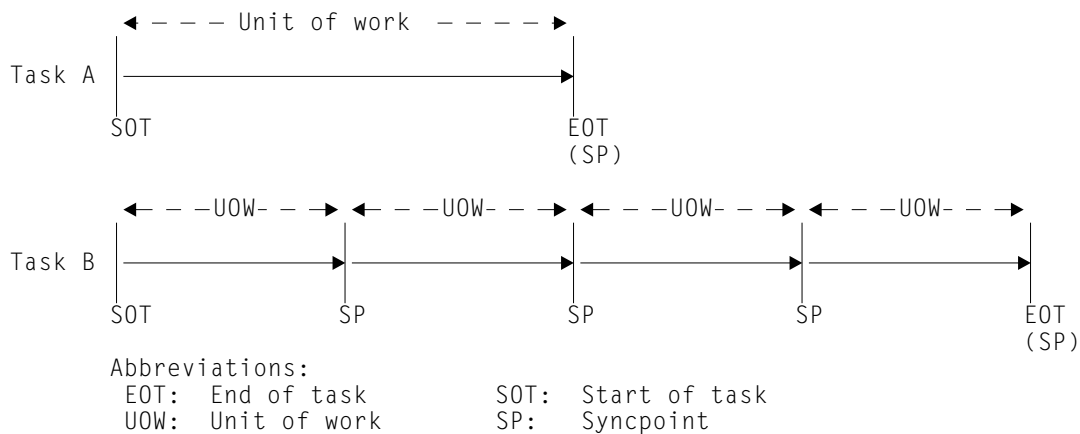 Unit of work
Task A
SOT EOT
(SP)
UOW UOW UOW UOW
Task B
SOT SP SP SP EOT
(SP)
Abbreviations:
EOT: End of task SOT: Start of task
UOW: Unit of work SP: Syncpoint